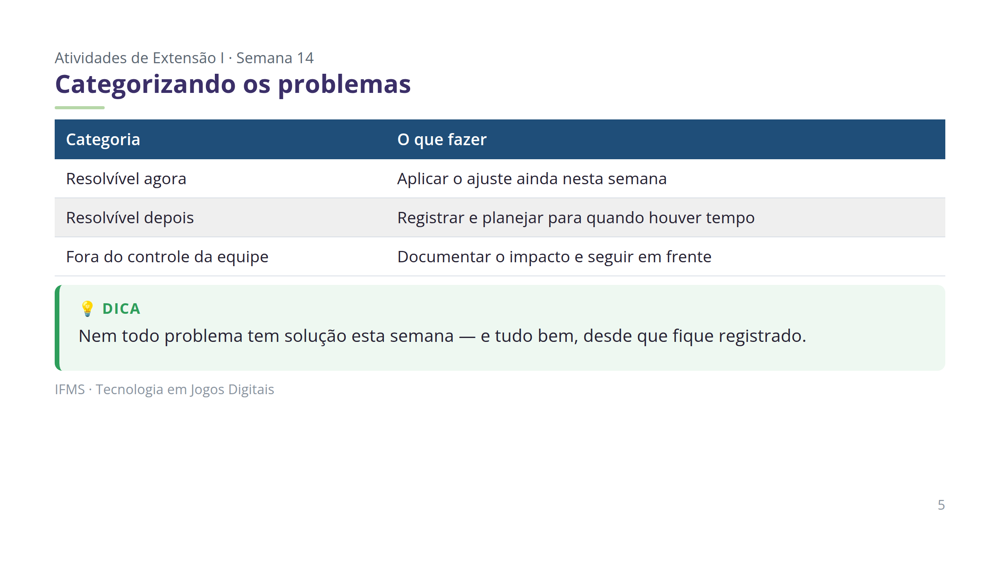 Atividades de Extensão I · Semana 14
Categorizando os problemas
Categoria O que fazer
Resolvível agora Aplicar o ajuste ainda nesta semana
Resolvível depois Registrar e planejar para quando houver tempo
Fora do controle da equipe Documentar o impacto e seguir em frente
💡 DICA
Nem todo problema tem solução esta semana — e tudo bem, desde que fique registrado.
IFMS · Tecnologia em Jogos Digitais
5